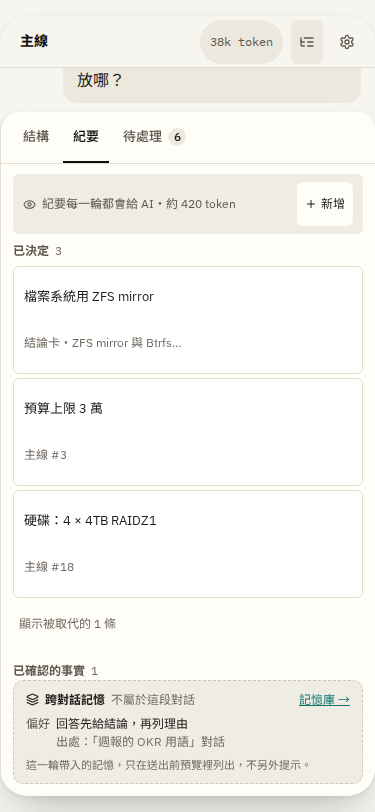 主線
38k token
放哪？
結構
紀要
待處理 6
紀要每一輪都會給 AI・約 420 token
+ 新增
已決定 3
檔案系統用 ZFS mirror
結論卡・ZFS mirror 與 Btrfs…
預算上限 3 萬
主線 #3
硬碟：4 × 4TB RAIDZ1
主線 #18
顯示被取代的 1 條
已確認的事實 1
跨對話記憶 不屬於這段對話
記憶庫 →
偏好 回答先給結論，再列理由
出處：「週報的 OKR 用語」對話
這一輪帶入的記憶，只在送出前預覽裡列出，不另外提示。